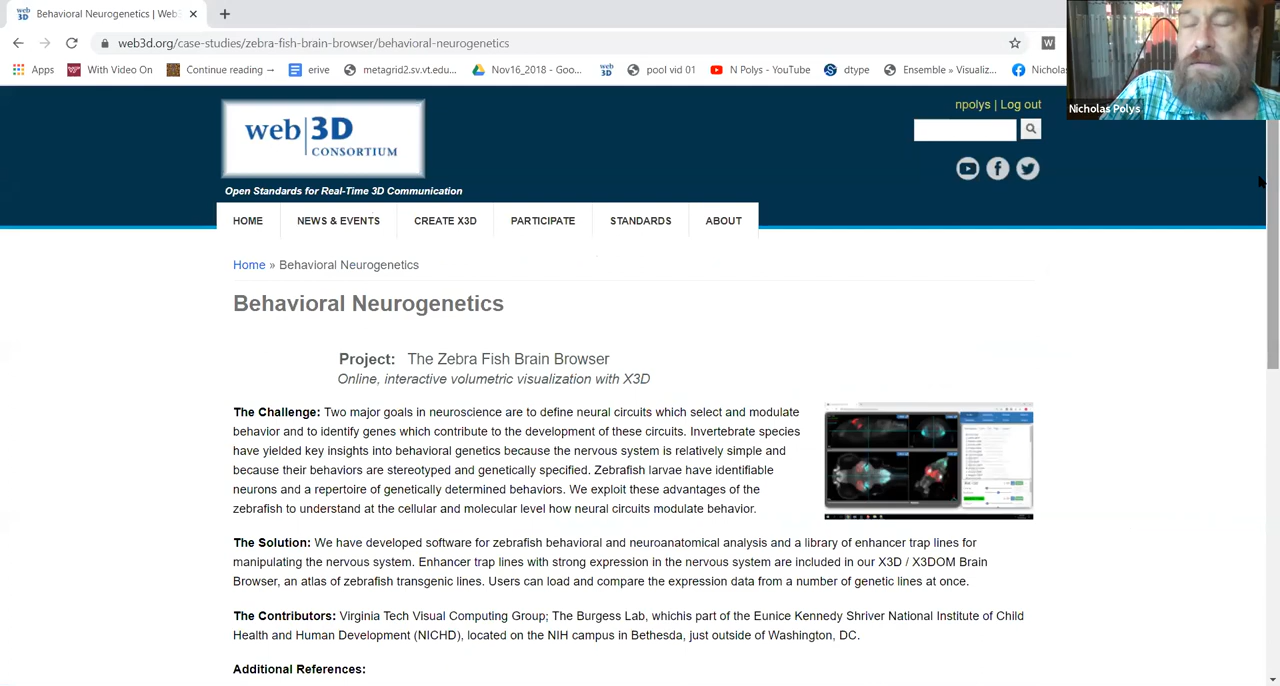 Behavioral Neurogenetics | Web
web3d.org/case-studies/zebra-fish-brain-browser/behavioral-neurogenetics
W
Apps With Video On Continue reading → erive metagrid2.sv.vt.edu... Nov16_2018 - Goo... web 3D pool vid 01 N Polys - YouTube dtype Ensemble » Visualiz... Nichola
Nicholas Polys
npolys | Log out
web | 3D
CONSORTIUM
Open Standards for Real-Time 3D Communication
HOME NEWS & EVENTS CREATE X3D PARTICIPATE STANDARDS ABOUT
Home » Behavioral Neurogenetics
Behavioral Neurogenetics
Project: The Zebra Fish Brain Browser
Online, interactive volumetric visualization with X3D
The Challenge: Two major goals in neuroscience are to define neural circuits which select and modulate
behavior and identify genes which contribute to the development of these circuits. Invertebrate species
have yielded key insights into behavioral genetics because the nervous system is relatively simple and
because their behaviors are stereotyped and genetically specified. Zebrafish larvae have identifiable
neurons and a repertoire of genetically determined behaviors. We exploit these advantages of the
zebrafish to understand at the cellular and molecular level how neural circuits modulate behavior.
The Solution: We have developed software for zebrafish behavioral and neuroanatomical analysis and a library of enhancer trap lines for
manipulating the nervous system. Enhancer trap lines with strong expression in the nervous system are included in our X3D / X3DOM Brain
Browser, an atlas of zebrafish transgenic lines. Users can load and compare the expression data from a number of genetic lines at once.
The Contributors: Virginia Tech Visual Computing Group; The Burgess Lab, whichis part of the Eunice Kennedy Shriver National Institute of Child
Health and Human Development (NICHD), located on the NIH campus in Bethesda, just outside of Washington, DC.
Additional References: